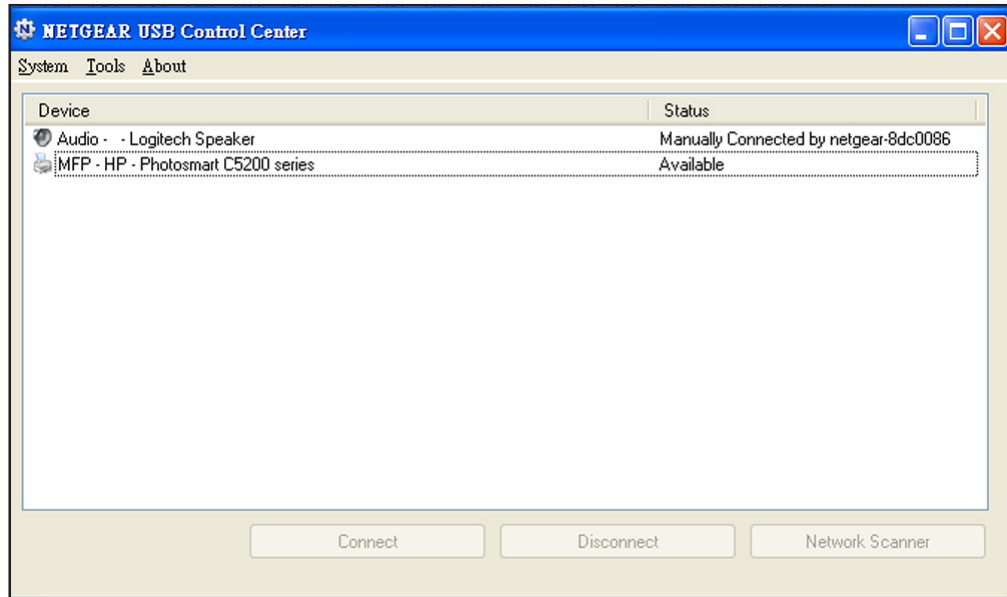 NETGEAR USB Control Center
System Tools About
Device Status
Audio - - Logitech Speaker Manually Connected by netgear-8dc0086
MFP - HP - Photosmart C5200 series Available
Connect Disconnect Network Scanner